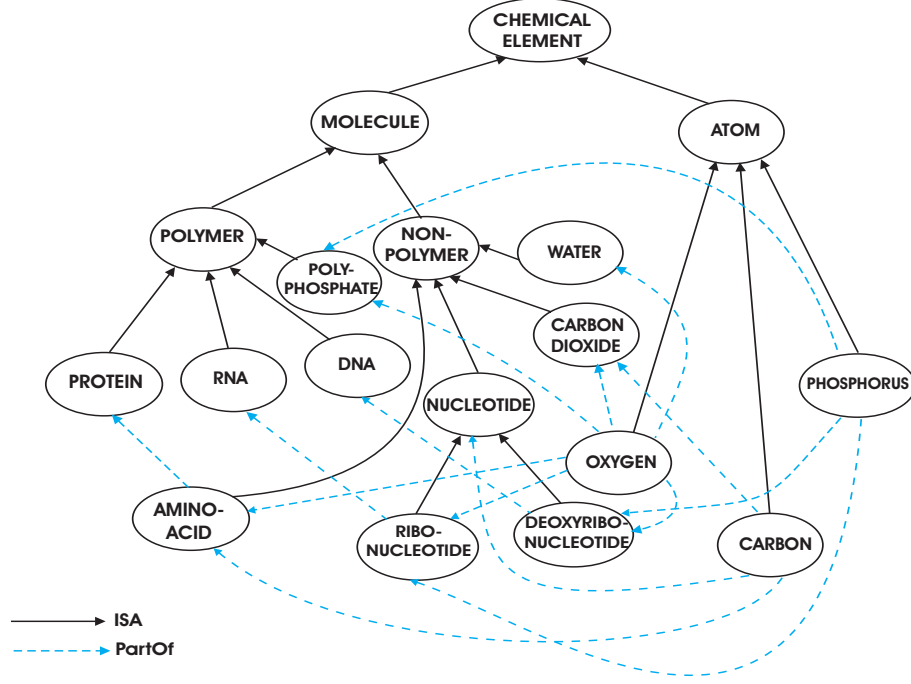 CHEMICAL
ELEMENT
MOLECULE
ATOM
POLYMER
NON-
POLYMER
WATER
POLY-
PHOSPHATE
CARBON
DIOXIDE
PROTEIN
RNA
DNA
PHOSPHORUS
NUCLEOTIDE
OXYGEN
AMINO-
ACID
RIBO-
NUCLEOTIDE
DEOXYRIBO-
NUCLEOTIDE
CARBON
ISA
PartOf